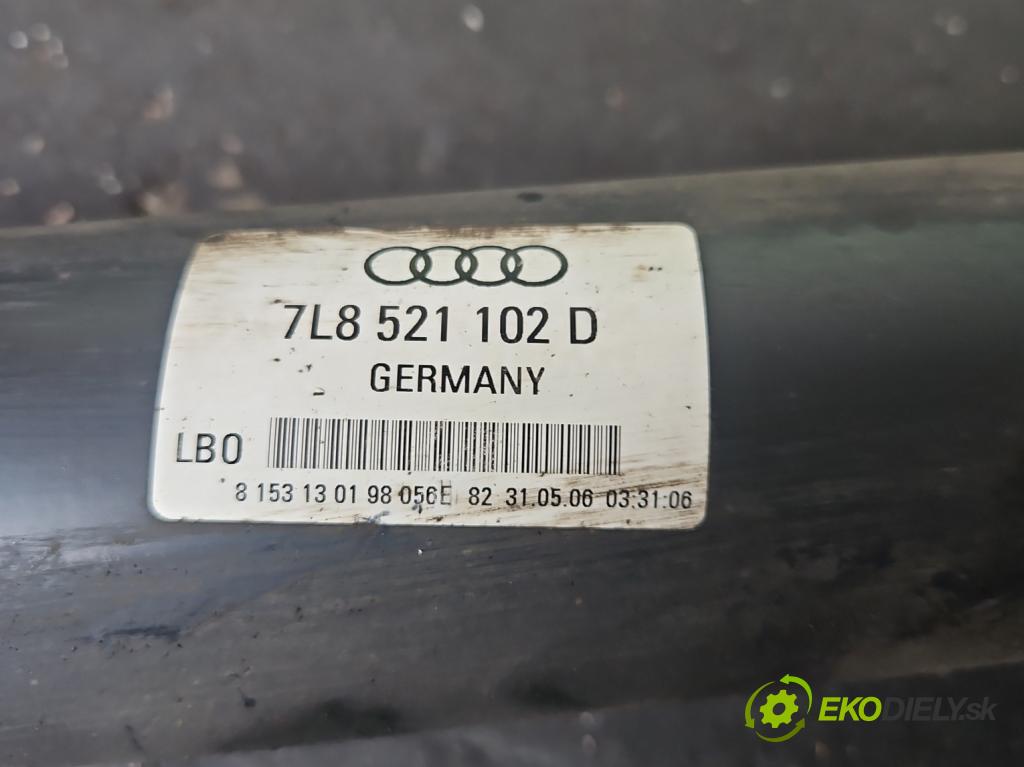 7L8 521 102 D
GERMANY
LB0
8 153 13 01 98 056E 82 31.05.06 03:31:06
EKODIELY.sk